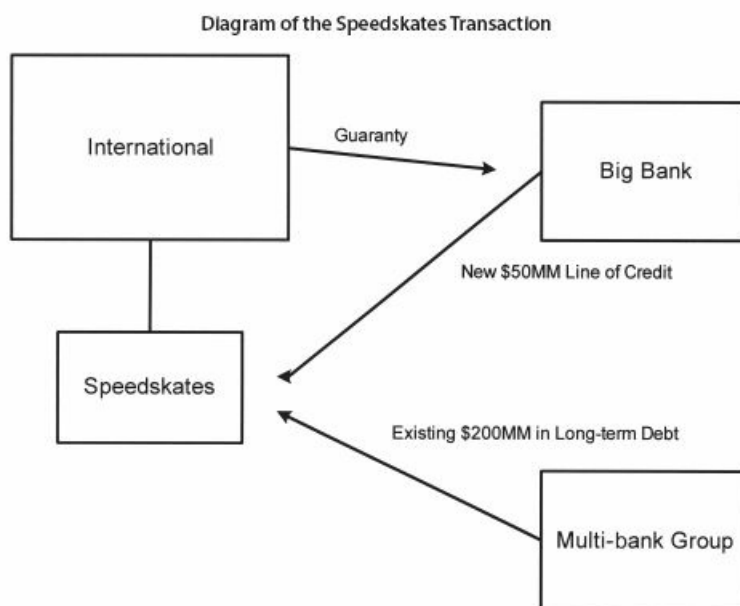 Diagram of the Speedskates Transaction
International
Guaranty
Big Bank
New $50MM Line of Credit
Speedskates
Existing $200MM in Long-term Debt
Multi-bank Group